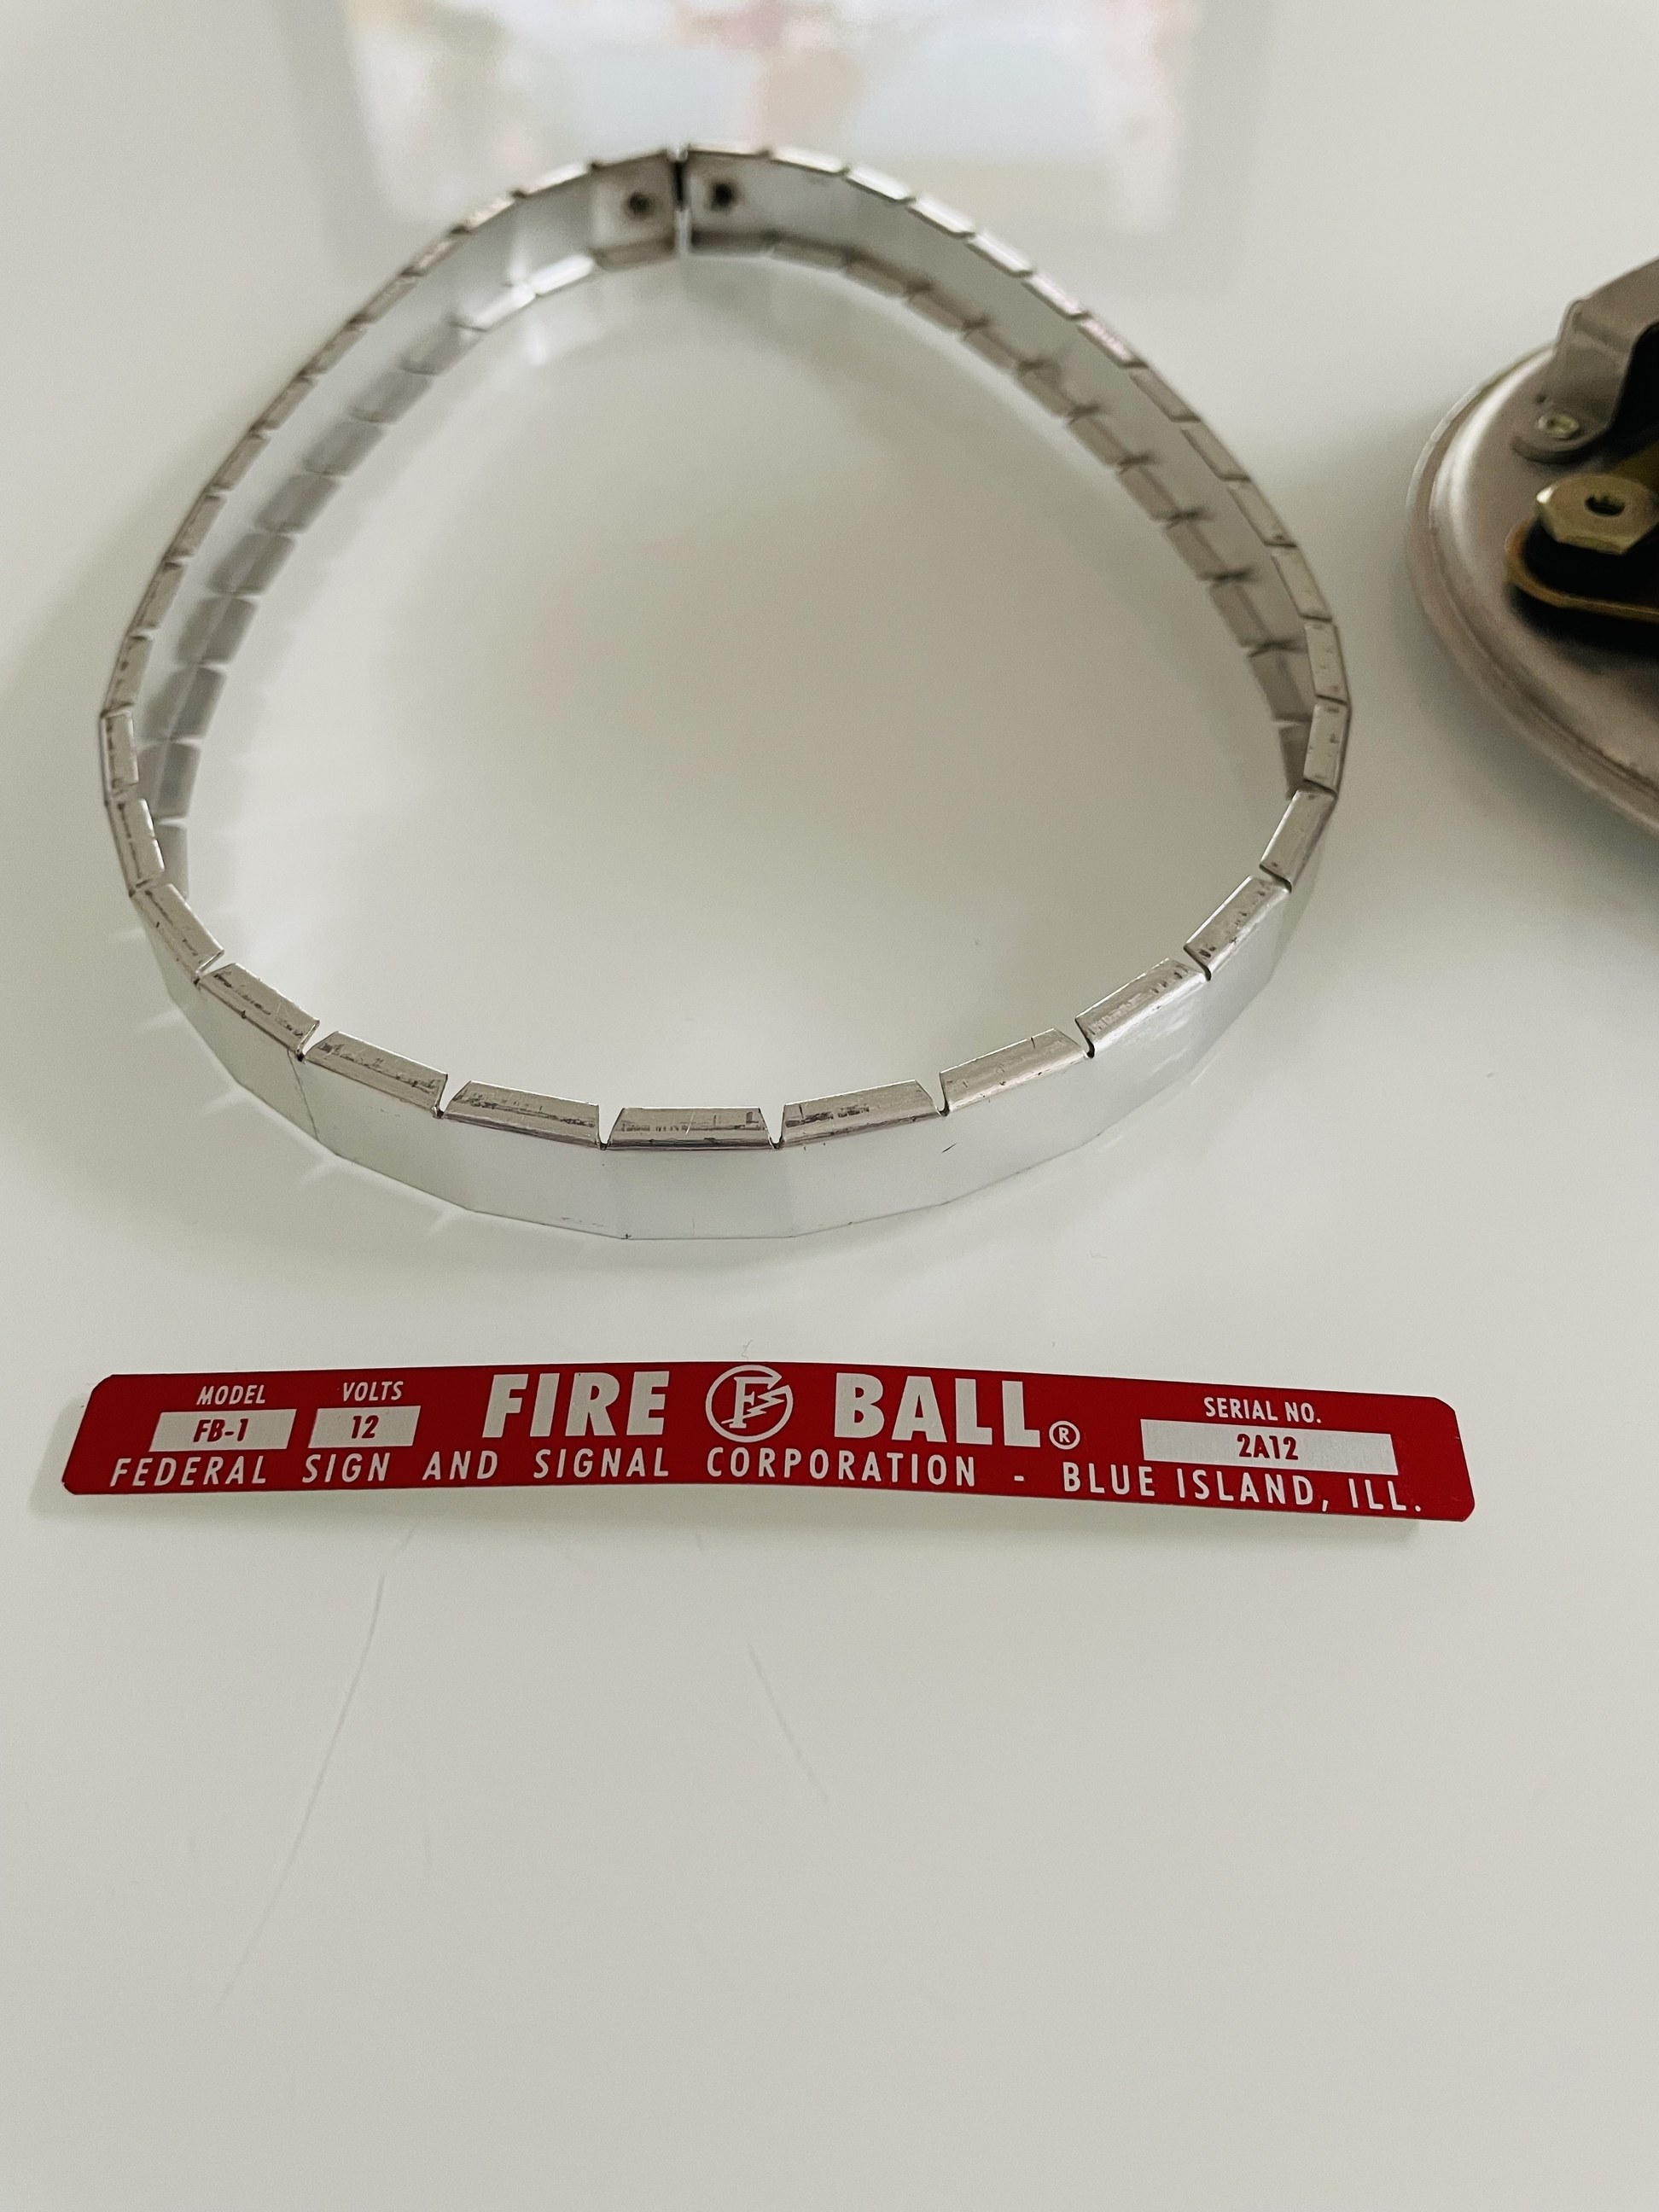 MODEL VOLTS FIRE F BALL® SERIAL NO.
FB-1 12 2A12
FEDERAL SIGN AND SIGNAL CORPORATION - BLUE ISLAND, ILL.